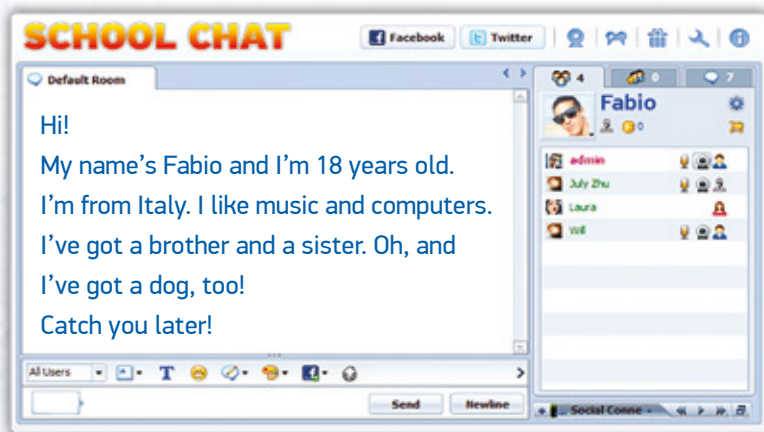 SCHOOL CHAT
Facebook
Twitter
Default Room
4
0
7
Hi!
My name's Fabio and I'm 18 years old.
I'm from Italy. I like music and computers.
I've got a brother and a sister. Oh, and
I've got a dog, too!
Catch you later!
Fabio
0
admin
July Zhu
Laura
Will
All Users
Send
Newline
Social Conne